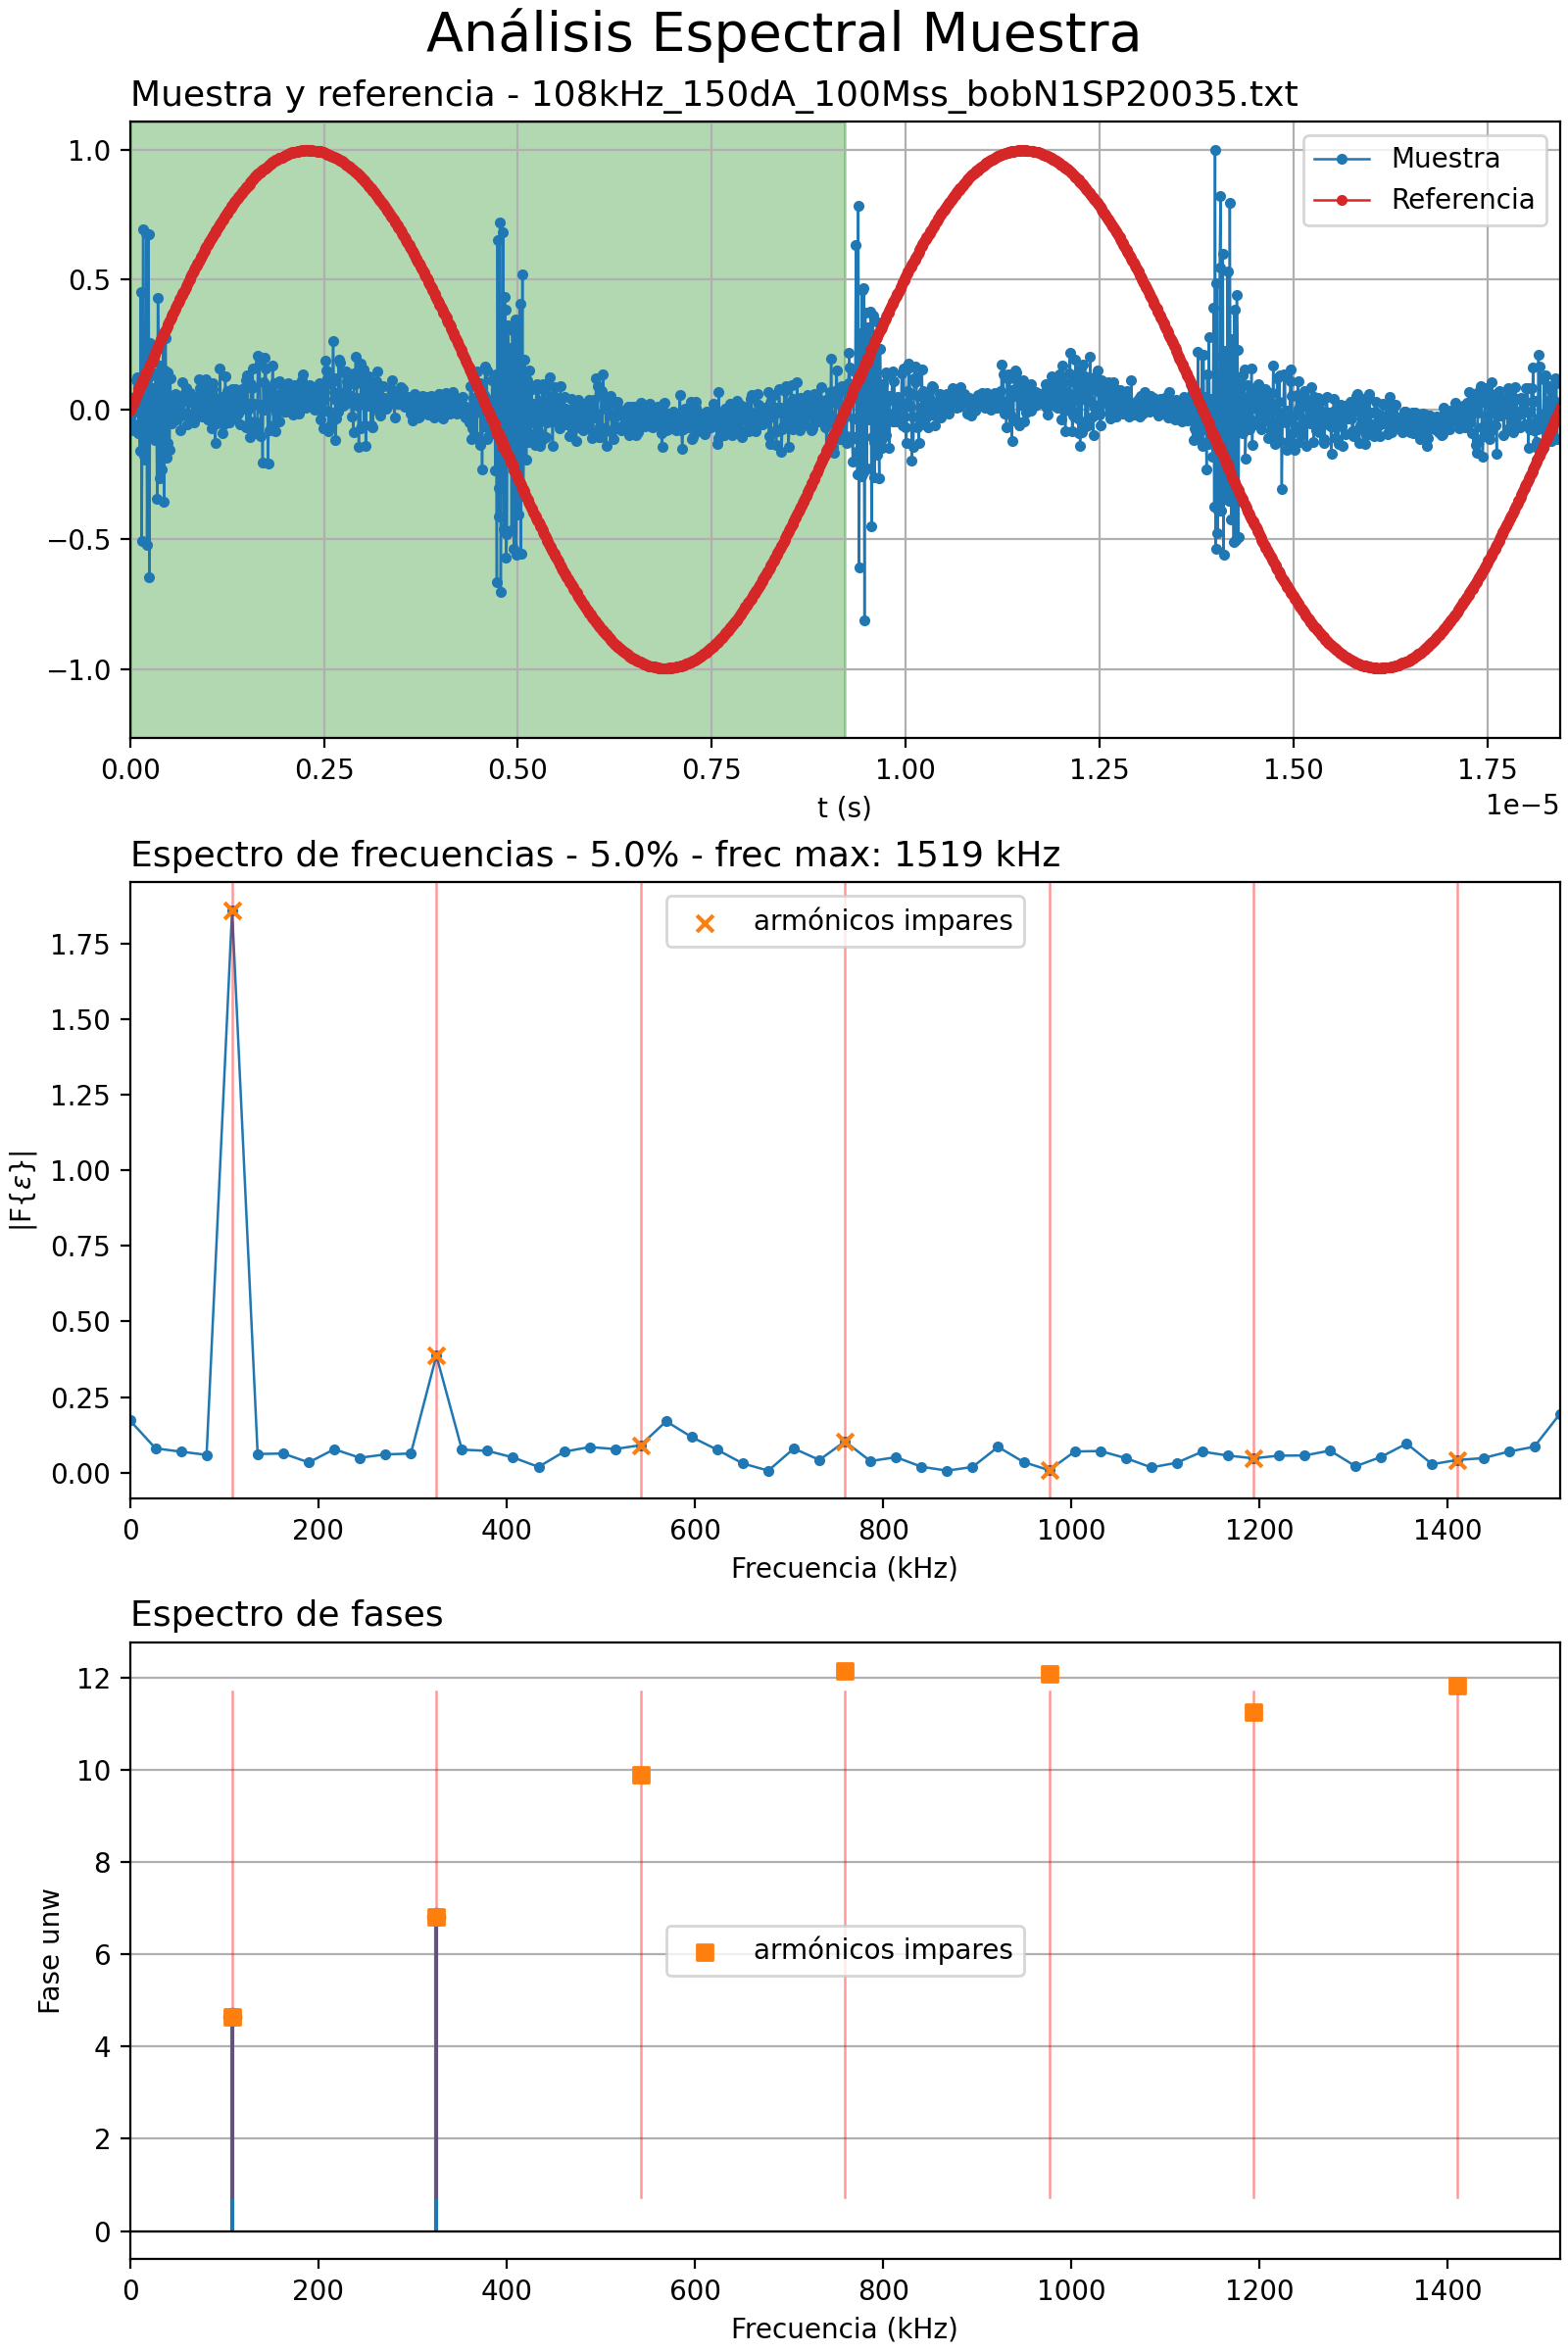 Análisis Espectral Muestra
Muestra y referencia - 108kHz_150dA_100Mss_bobN1SP20035.txt
1.0
0.5
0.0
−0.5
−1.0
Muestra
Referencia
0.00 0.25 0.50 0.75 1.00 1.25 1.50 1.75
t (s)
1e−5
Espectro de frecuencias - 5.0% - frec max: 1519 kHz
armónicos impares
|F{ε}|
1.75
1.50
1.25
1.00
0.75
0.50
0.25
0.00
0 200 400 600 800 1000 1200 1400
Frecuencia (kHz)
Espectro de fases
Fase unw
12
10
8
6
4
2
0
armónicos impares
0 200 400 600 800 1000 1200 1400
Frecuencia (kHz)